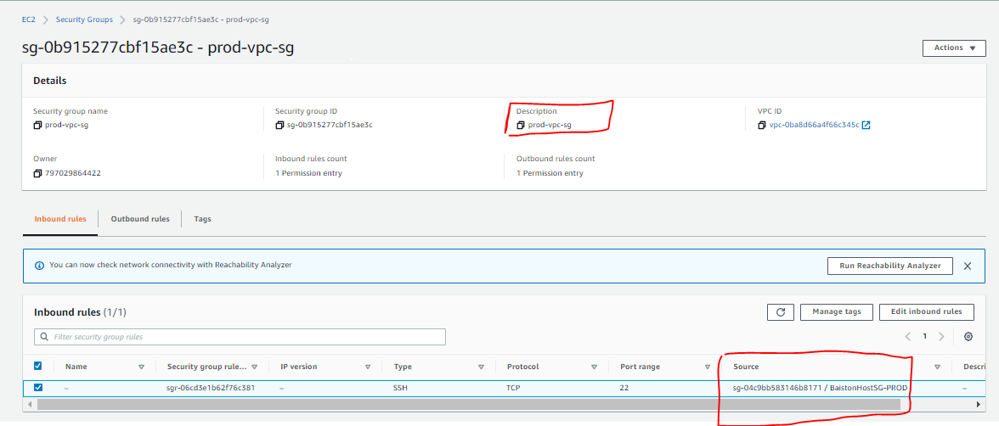 EC2 > Security Groups > sg-0b915277cbf15ae3c - prod-vpc-sg
sg-0b915277cbf15ae3c - prod-vpc-sg
Actions
Details
Security group name
prod-vpc-sg
Security group ID
sg-0b915277cbf15ae3c
Description
prod-vpc-sg
VPC ID
vpc-0ba8d66a4f66c345c
Owner
797029864422
Inbound rules count
1 Permission entry
Outbound rules count
1 Permission entry
Inbound rules Outbound rules Tags
You can now check network connectivity with Reachability Analyzer
Run Reachability Analyzer
Inbound rules (1/1)
Manage tags
Edit inbound rules
Filter security group rules
1
Name Security group rule... IP version Type Protocol Port range Source Descri
– sgr-06cd3e1b62f76c381 – SSH TCP 22 sg-04c9bb583146b8171 / BaistonHostSG-PROD –